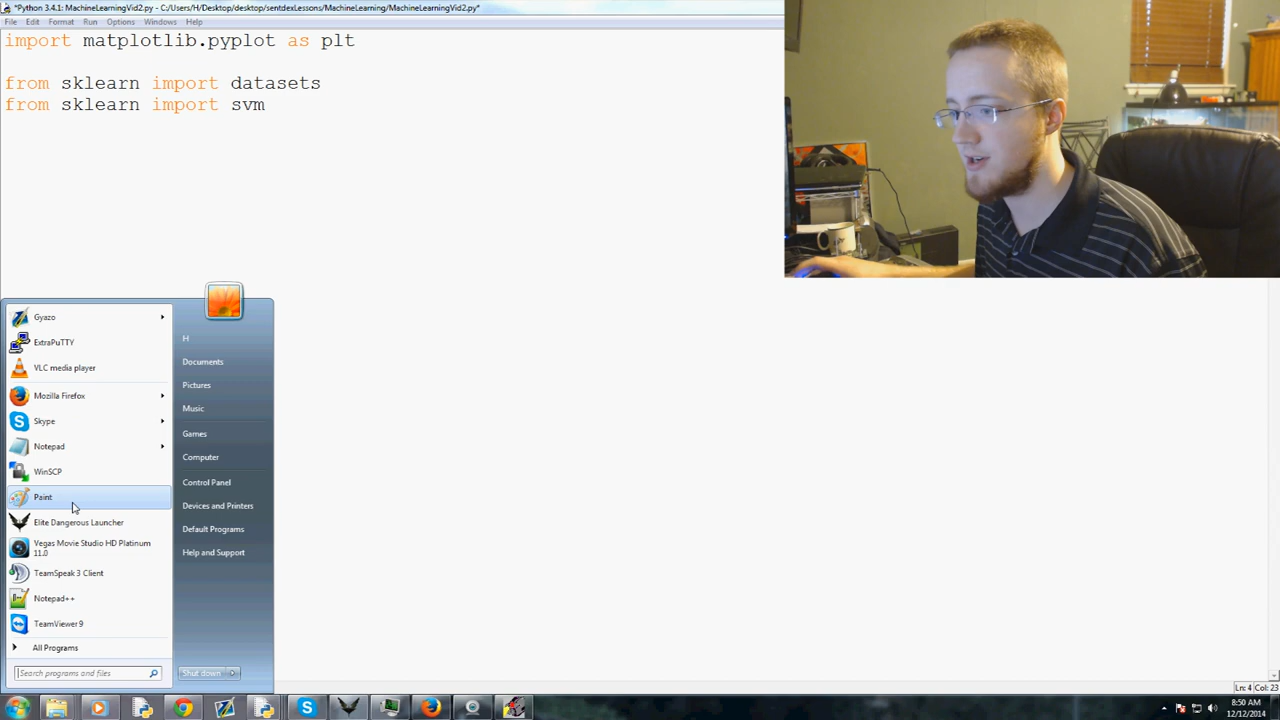 *Python 3.4.1: MachineLearningVid2.py - C:/Users/H/Desktop/desktop/sentdexLessons/MachineLearning/MachineLearningVid2.py*
File Edit Format Run Options Windows Help
import matplotlib.pyplot as plt
from sklearn import datasets
from sklearn import svm
Gyazo
ExtraPuTTY
VLC media player
Mozilla Firefox
Skype
Notepad
WinSCP
Paint
Elite Dangerous Launcher
Vegas Movie Studio HD Platinum
11.0
TeamSpeak 3 Client
Notepad++
TeamViewer 9
All Programs
Search programs and files
H
Documents
Pictures
Music
Games
Computer
Control Panel
Devices and Printers
Default Programs
Help and Support
Shut down
Ln: 4 Col: 23
8:50 AM
12/12/2014